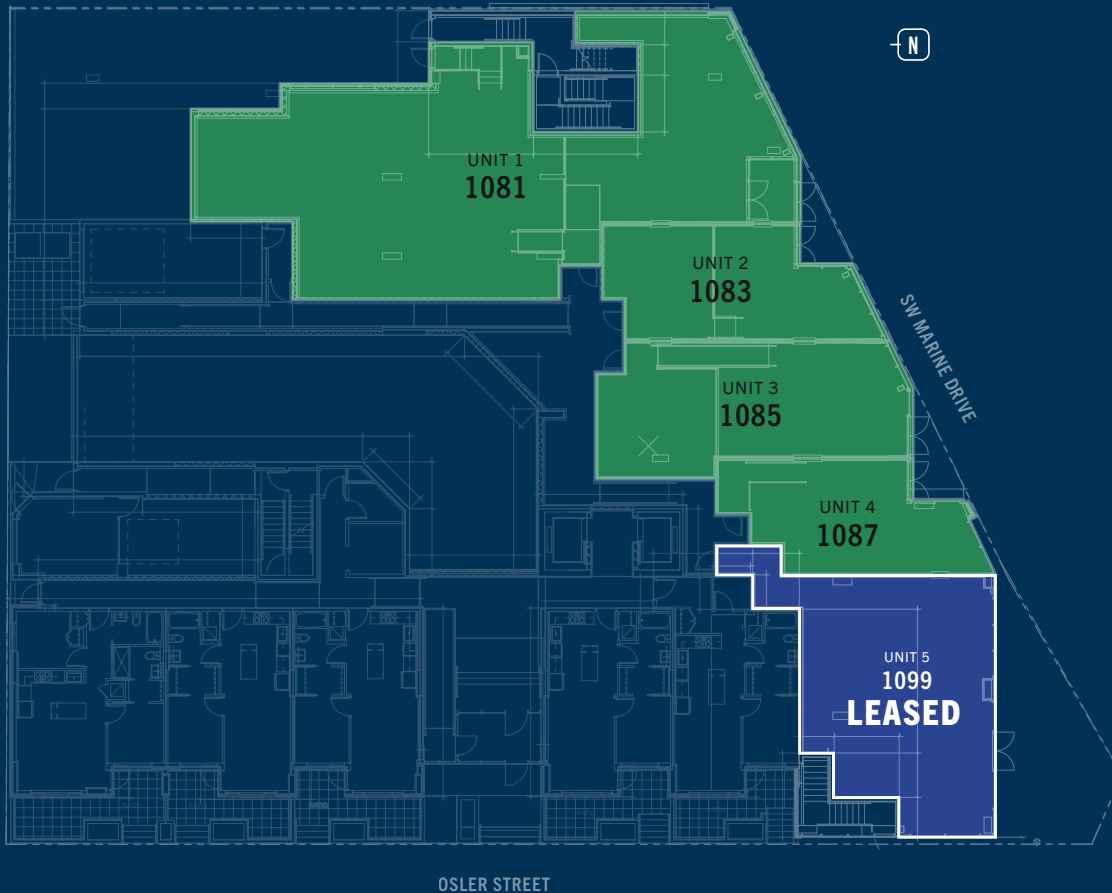 N
UNIT 1
1081
UNIT 2
1083
SW MARINE DRIVE
UNIT 3
1085
UNIT 4
1087
UNIT 5
1099
LEASED
OSLER STREET